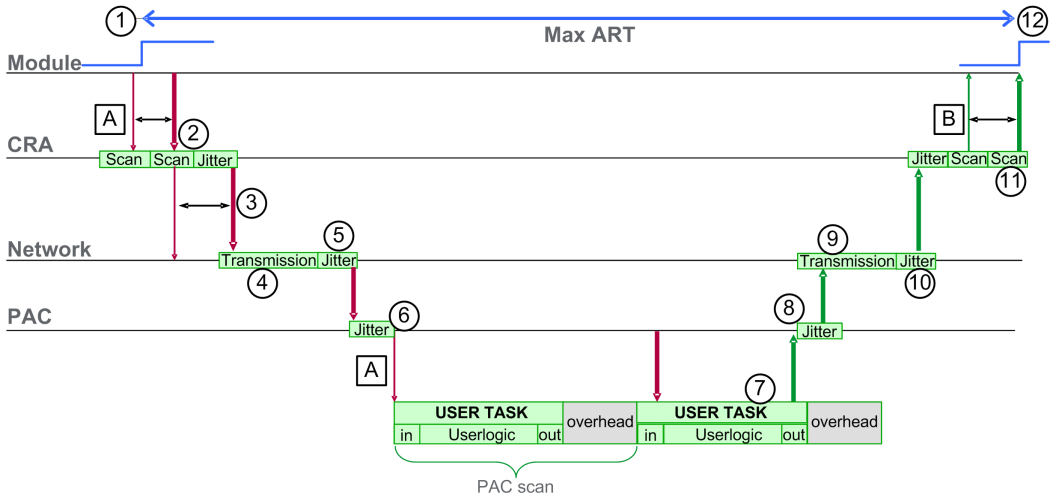 1
12
Max ART
Module
A
2
B
CRA
Scan
Scan
Jitter
Jitter
Scan
Scan
3
11
5
9
Network
Transmission
Jitter
Transmission
Jitter
4
10
PAC
Jitter
6
8
Jitter
A
7
USER TASK
overhead
USER TASK
overhead
in
Userlogic
out
in
Userlogic
out
PAC scan